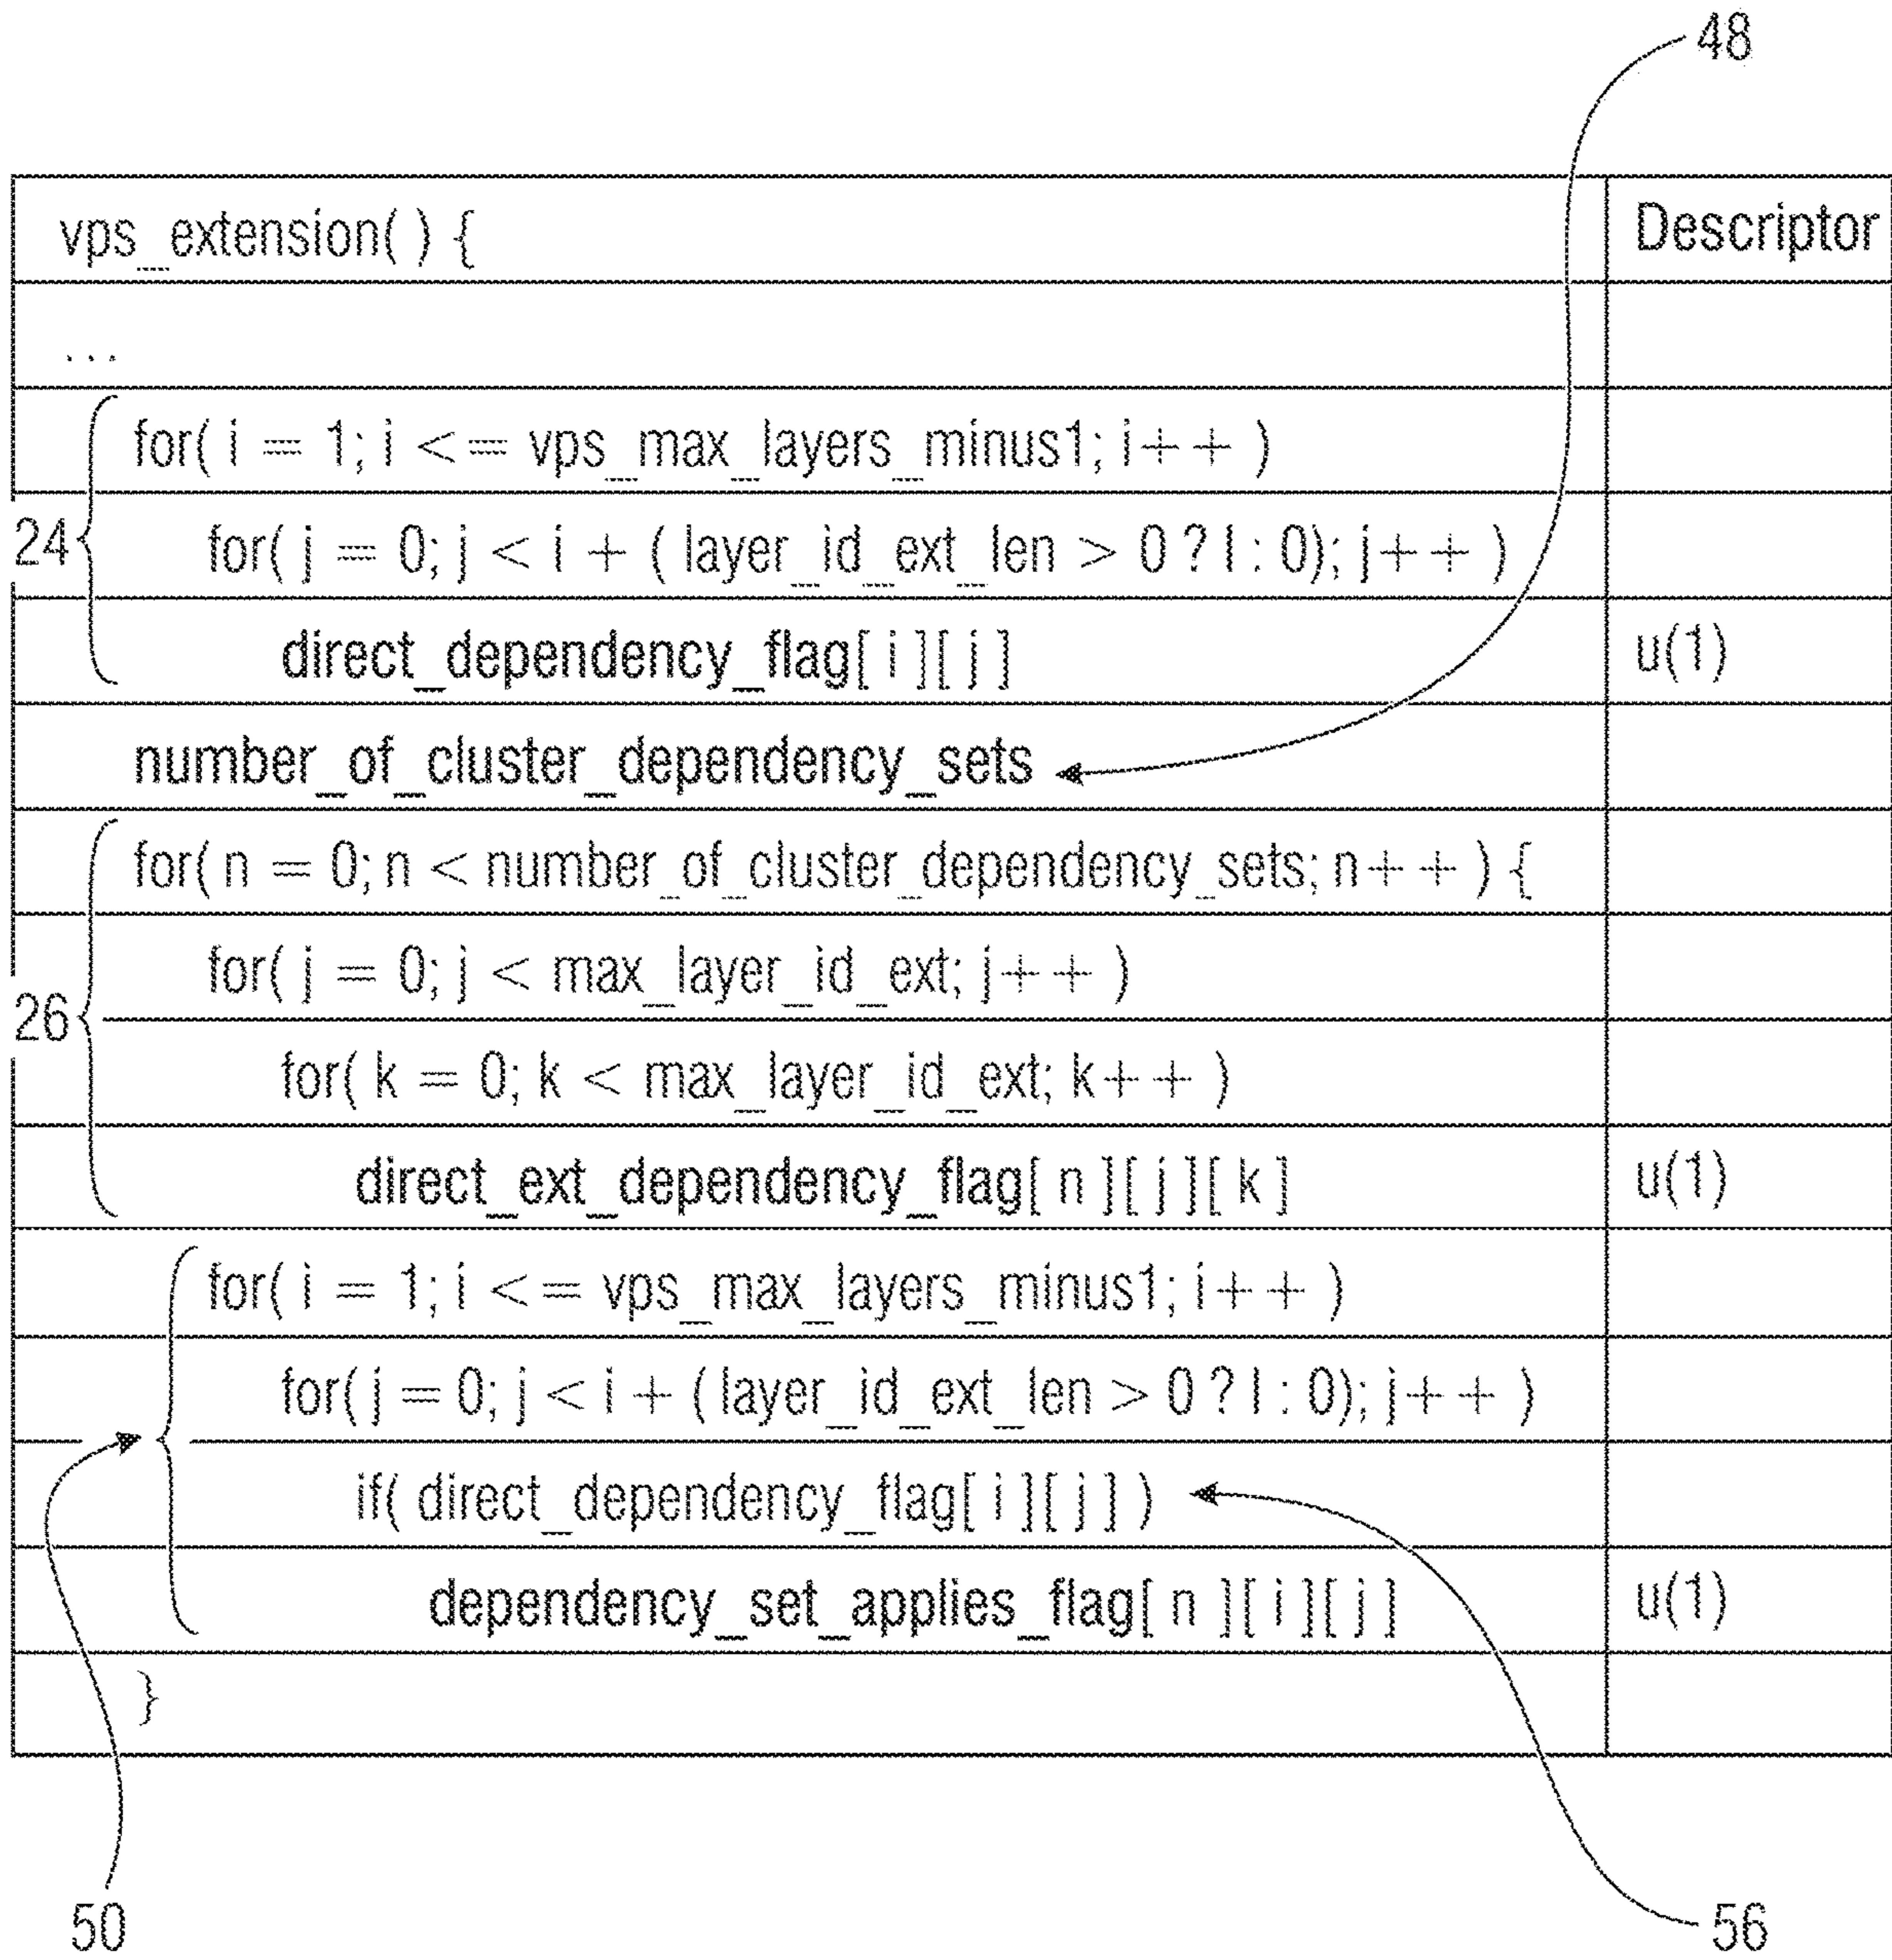 48
vps_extension( ) { Descriptor
...
for( i = 1; i <= vps_max_layers_minus1; i++ )
24
for( j = 0; j < i + ( layer_id_ext_len > 0 ? l : 0); j++ )
direct_dependency_flag[ i ][ j ] u(1)
number_of_cluster_dependency_sets
for( n = 0; n < number_of_cluster_dependency_sets; n++ ) {
for( j = 0; j < max_layer_id_ext; j++ )
26
for( k = 0; k < max_layer_id_ext; k++ )
direct_ext_dependency_flag[ n ][ j ][ k ] u(1)
for( i = 1; i <= vps_max_layers_minus1; i++ )
for( j = 0; j < i + ( layer_id_ext_len > 0 ? l : 0); j++ )
if( direct_dependency_flag[ i ][ j ] )
dependency_set_applies_flag[ n ][ i ][ j ] u(1)
}
50
56